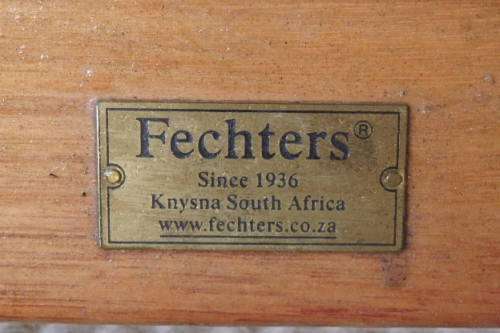 Fechters®
Since 1936
Knysna South Africa
www.fechters.co.za